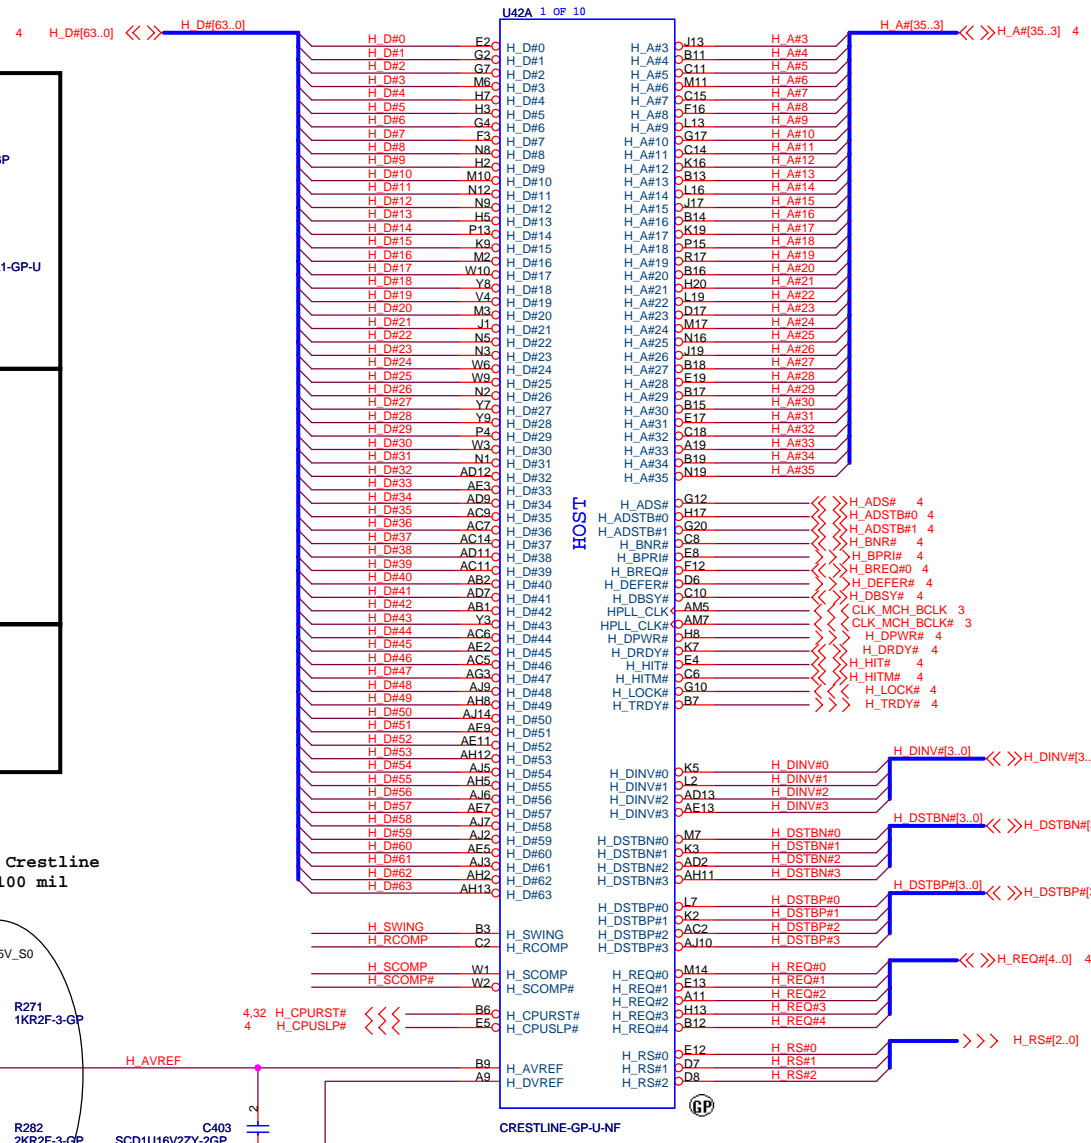 U42A 1 OF 10
4 H_D#[63..0] H_D#[63..0] H_A#[35..3] H_A#[35..3] 4
H_D#0 E2 H_D#0 H_A#3 J13 H_A#3
H_D#1 G2 H_D#1 H_A#4 B11 H_A#4
H_D#2 G7 H_D#2 H_A#5 C11 H_A#5
H_D#3 M6 H_D#3 H_A#6 M11 H_A#6
H_D#4 H7 H_D#4 H_A#7 C15 H_A#7
H_D#5 H3 H_D#5 H_A#8 F16 H_A#8
H_D#6 G4 H_D#6 H_A#9 L13 H_A#9
H_D#7 F3 H_D#7 H_A#10 G17 H_A#10
H_D#8 N8 H_D#8 H_A#11 C14 H_A#11
H_D#9 H2 H_D#9 H_A#12 K16 H_A#12
H_D#10 M10 H_D#10 H_A#13 B13 H_A#13
H_D#11 N12 H_D#11 H_A#14 L16 H_A#14
H_D#12 N9 H_D#12 H_A#15 J17 H_A#15
H_D#13 H5 H_D#13 H_A#16 B14 H_A#16
H_D#14 P13 H_D#14 H_A#17 K19 H_A#17
H_D#15 K9 H_D#15 H_A#18 P15 H_A#18
H_D#16 M2 H_D#16 H_A#19 R17 H_A#19
H_D#17 W10 H_D#17 H_A#20 B16 H_A#20
H_D#18 Y8 H_D#18 H_A#21 H20 H_A#21
H_D#19 V4 H_D#19 H_A#22 L19 H_A#22
H_D#20 M3 H_D#20 H_A#23 D17 H_A#23
H_D#21 J1 H_D#21 H_A#24 M17 H_A#24
H_D#22 N5 H_D#22 H_A#25 N16 H_A#25
H_D#23 N3 H_D#23 H_A#26 J19 H_A#26
H_D#24 W6 H_D#24 H_A#27 B18 H_A#27
H_D#25 W9 H_D#25 H_A#28 E19 H_A#28
H_D#26 N2 H_D#26 H_A#29 B17 H_A#29
H_D#27 Y7 H_D#27 H_A#30 B15 H_A#30
H_D#28 Y9 H_D#28 H_A#31 E17 H_A#31
H_D#29 P4 H_D#29 H_A#32 C18 H_A#32
H_D#30 W3 H_D#30 H_A#33 A19 H_A#33
H_D#31 N1 H_D#31 H_A#34 B19 H_A#34
H_D#32 AD12 H_D#32 H_A#35 N19 H_A#35
H_D#33 AE3 H_D#33
H_D#34 AD9 H_D#34 H_ADS# G12 H_ADS# 4
H_D#35 AC9 H_D#35 H_ADSTB#0 H17 H_ADSTB#0 4
H_D#36 AC7 H_D#36 H_ADSTB#1 G20 H_ADSTB#1 4
HOST
H_D#37 AC14 H_D#37 H_BNR# C8 H_BNR# 4
H_D#38 AD11 H_D#38 H_BPRI# E8 H_BPRI# 4
H_D#39 AC11 H_D#39 H_BREQ# F12 H_BREQ#0 4
H_D#40 AB2 H_D#40 H_DEFER# D6 H_DEFER# 4
H_D#41 AD7 H_D#41 H_DBSY# C10 H_DBSY# 4
H_D#42 AB1 H_D#42 HPLL_CLK AM5 CLK_MCH_BCLK 3
H_D#43 Y3 H_D#43 HPLL_CLK# AM7 CLK_MCH_BCLK# 3
H_D#44 AC6 H_D#44 H_DPWR# H8 H_DPWR# 4
H_D#45 AE2 H_D#45 H_DRDY# K7 H_DRDY# 4
H_D#46 AC5 H_D#46 H_HIT# E4 H_HIT# 4
H_D#47 AG3 H_D#47 H_HITM# C6 H_HITM# 4
H_D#48 AJ9 H_D#48 H_LOCK# G10 H_LOCK# 4
H_D#49 AH8 H_D#49 H_TRDY# B7 H_TRDY# 4
H_D#50 AJ14 H_D#50
H_D#51 AE9 H_D#51
H_D#52 AE11 H_D#52
H_D#53 AH12 H_D#53 H_DINV#[3..0] H_DINV#[3..
H_D#54 AJ5 H_D#54 H_DINV#0 K5 H_DINV#0
H_D#55 AH5 H_D#55 H_DINV#1 L2 H_DINV#1
H_D#56 AJ6 H_D#56 H_DINV#2 AD13 H_DINV#2
H_D#57 AE7 H_D#57 H_DINV#3 AE13 H_DINV#3
H_D#58 AJ7 H_D#58 H_DSTBN#[3..0] H_DSTBN#[
H_D#59 AJ2 H_D#59 H_DSTBN#0 M7 H_DSTBN#0
H_D#60 AE5 H_D#60 H_DSTBN#1 K3 H_DSTBN#1
H_D#61 AJ3 H_D#61 H_DSTBN#2 AD2 H_DSTBN#2
H_D#62 AH2 H_D#62 H_DSTBN#3 AH11 H_DSTBN#3
H_D#63 AH13 H_D#63 H_DSTBP#[3..0] H_DSTBP#[
H_DSTBP#0 L7 H_DSTBP#0
H_DSTBP#1 K2 H_DSTBP#1
H_SWING B3 H_SWING H_DSTBP#2 AC2 H_DSTBP#2
H_RCOMP C2 H_RCOMP H_DSTBP#3 AJ10 H_DSTBP#3
H_REQ#[4..0] 4
H_SCOMP W1 H_SCOMP H_REQ#0 M14 H_REQ#0
H_SCOMP# W2 H_SCOMP# H_REQ#1 E13 H_REQ#1
H_REQ#2 A11 H_REQ#2
4,32 H_CPURST# B6 H_CPURST# H_REQ#3 H13 H_REQ#3
4 H_CPUSLP# E5 H_CPUSLP# H_REQ#4 B12 H_REQ#4
H_RS#[2..0]
H_RS#0 E12 H_RS#0
H_AVREF B9 H_AVREF H_RS#1 D7 H_RS#1
A9 H_DVREF H_RS#2 D8 H_RS#2
GP
CRESTLINE-GP-U-NF
GP
1-GP-U
Crestline
100 mil
5V_S0
R271
1KR2F-3-GP
R282
2KR2F-3-GP
2
C403
SCD1U16V2ZY-2GP